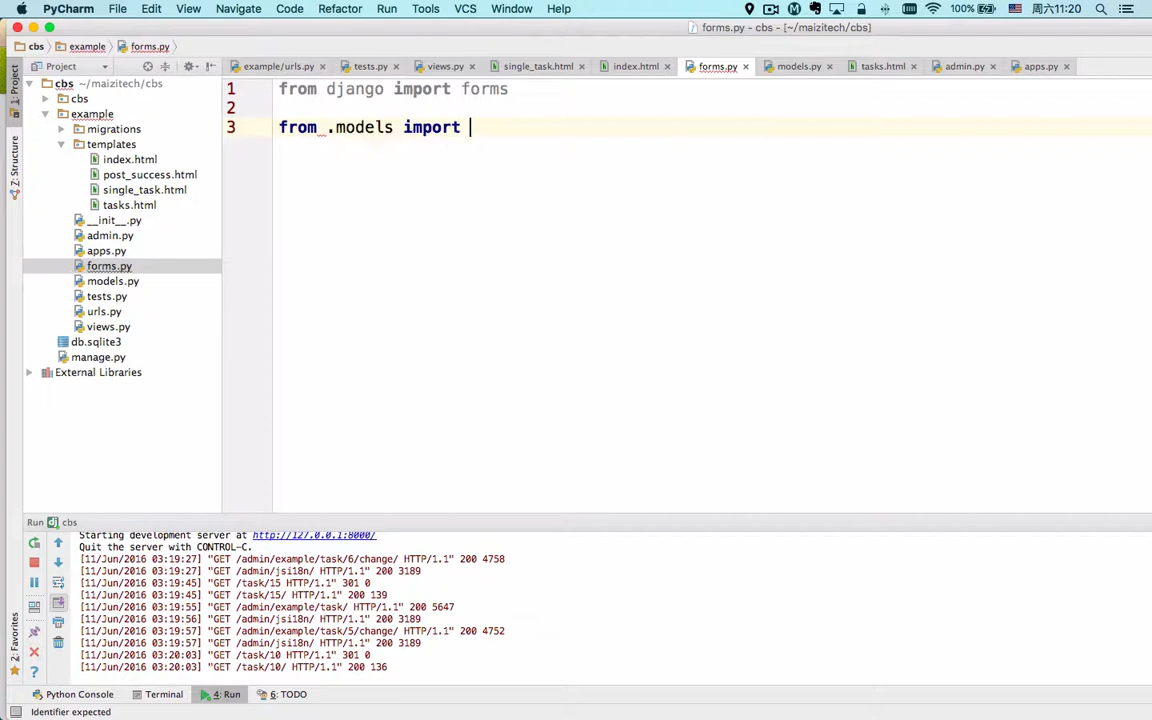 PyCharm File Edit View Navigate Code Refactor Run Tools VCS Window Help 100% 周六11:20
forms.py - cbs - [~/maizitech/cbs]
cbs example forms.py
Project example/urls.py tests.py views.py single_task.html index.html forms.py models.py tasks.html admin.py apps.py
1: Project
Z: Structure
2: Favorites
cbs ~/maizitech/cbs
cbs
example
migrations
templates
index.html
post_success.html
single_task.html
tasks.html
__init__.py
admin.py
apps.py
forms.py
models.py
tests.py
urls.py
views.py
db.sqlite3
manage.py
External Libraries
1 from django import forms
2
3 from .models import
Run cbs
Starting development server at http://127.0.0.1:8000/
Quit the server with CONTROL-C.
[11/Jun/2016 03:19:27] "GET /admin/example/task/6/change/ HTTP/1.1" 200 4758
[11/Jun/2016 03:19:27] "GET /admin/jsi18n/ HTTP/1.1" 200 3189
[11/Jun/2016 03:19:45] "GET /task/15 HTTP/1.1" 301 0
[11/Jun/2016 03:19:45] "GET /task/15/ HTTP/1.1" 200 139
[11/Jun/2016 03:19:55] "GET /admin/example/task/ HTTP/1.1" 200 5647
[11/Jun/2016 03:19:56] "GET /admin/jsi18n/ HTTP/1.1" 200 3189
[11/Jun/2016 03:19:57] "GET /admin/example/task/5/change/ HTTP/1.1" 200 4752
[11/Jun/2016 03:19:57] "GET /admin/jsi18n/ HTTP/1.1" 200 3189
[11/Jun/2016 03:20:03] "GET /task/10 HTTP/1.1" 301 0
[11/Jun/2016 03:20:03] "GET /task/10/ HTTP/1.1" 200 136
Python Console Terminal 4: Run 6: TODO
Identifier expected